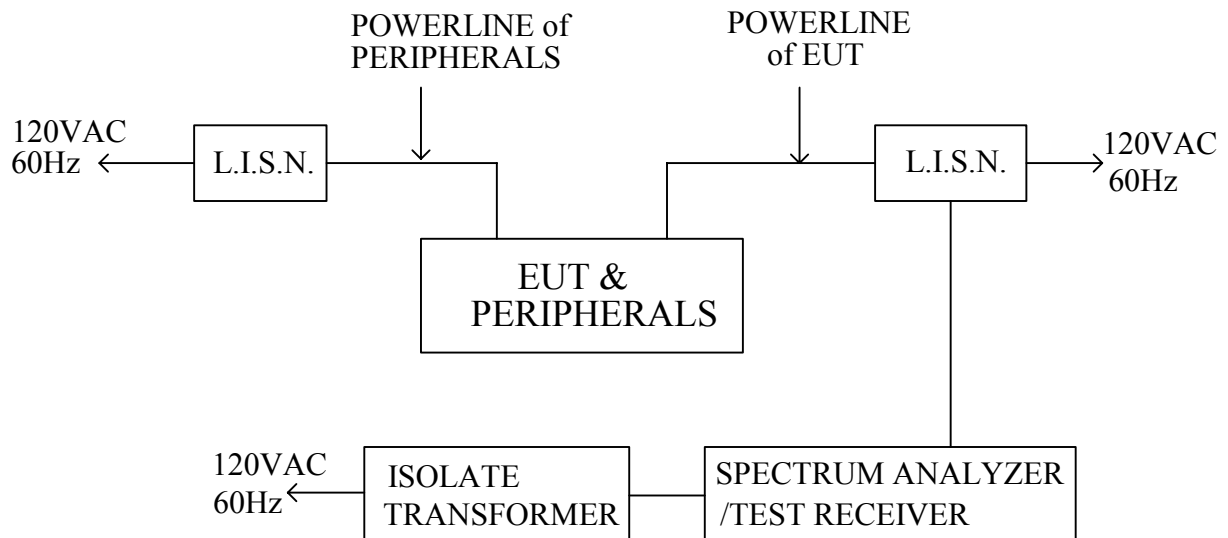 POWERLINE of
PERIPHERALS
POWERLINE
of EUT
120VAC
60Hz
L.I.S.N.
L.I.S.N.
120VAC
60Hz
EUT &
PERIPHERALS
120VAC
60Hz
ISOLATE
TRANSFORMER
SPECTRUM ANALYZER
/TEST RECEIVER